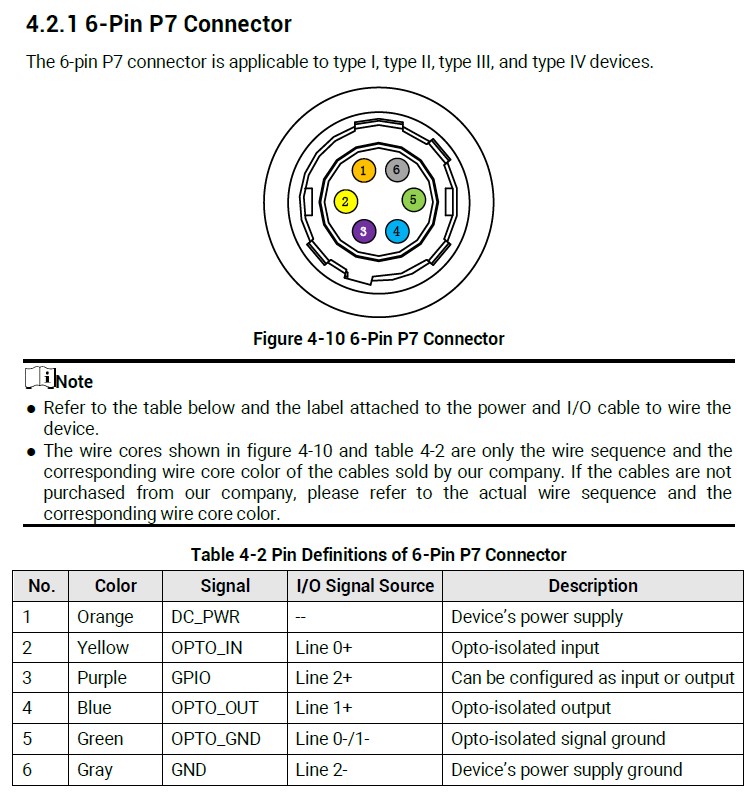 4.2.1 6-Pin P7 Connector
The 6-pin P7 connector is applicable to type I, type II, type III, and type IV devices.
1
6
2
5
3
4
Figure 4-10 6-Pin P7 Connector
Note
● Refer to the table below and the label attached to the power and I/O cable to wire the
device.
● The wire cores shown in figure 4-10 and table 4-2 are only the wire sequence and the
corresponding wire core color of the cables sold by our company. If the cables are not
purchased from our company, please refer to the actual wire sequence and the
corresponding wire core color.
Table 4-2 Pin Definitions of 6-Pin P7 Connector
No. Color Signal I/O Signal Source Description
1 Orange DC_PWR -- Device’s power supply
2 Yellow OPTO_IN Line 0+ Opto-isolated input
3 Purple GPIO Line 2+ Can be configured as input or output
4 Blue OPTO_OUT Line 1+ Opto-isolated output
5 Green OPTO_GND Line 0-/1- Opto-isolated signal ground
6 Gray GND Line 2- Device’s power supply ground